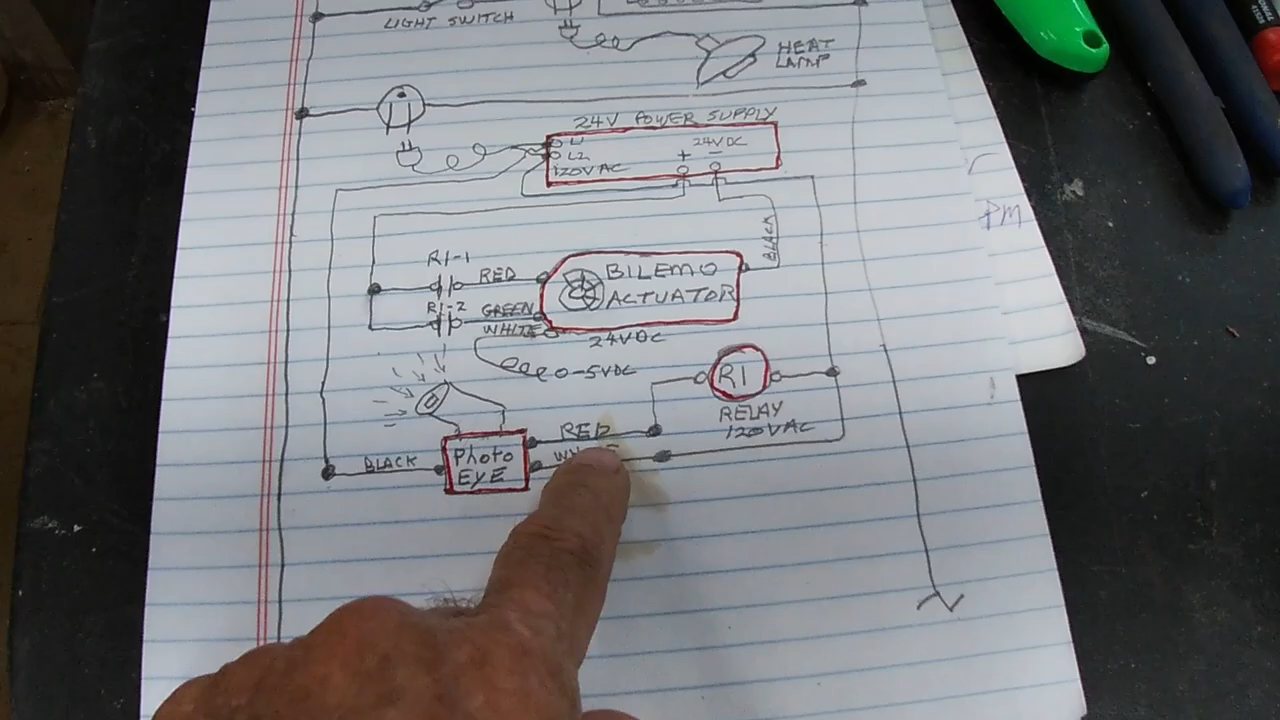 LIGHT SWITCH
HEAT
LAMP
24V POWER SUPPLY
L1
24VDC
L2
+ -
120VAC
BLACK
R1-1
RED
BILEMO
ACTUATOR
R1-2
GREEN
WHITE
24VDC
0-5VDC
R1
RELAY
120VAC
RED
BLACK
Photo
EYE
PM